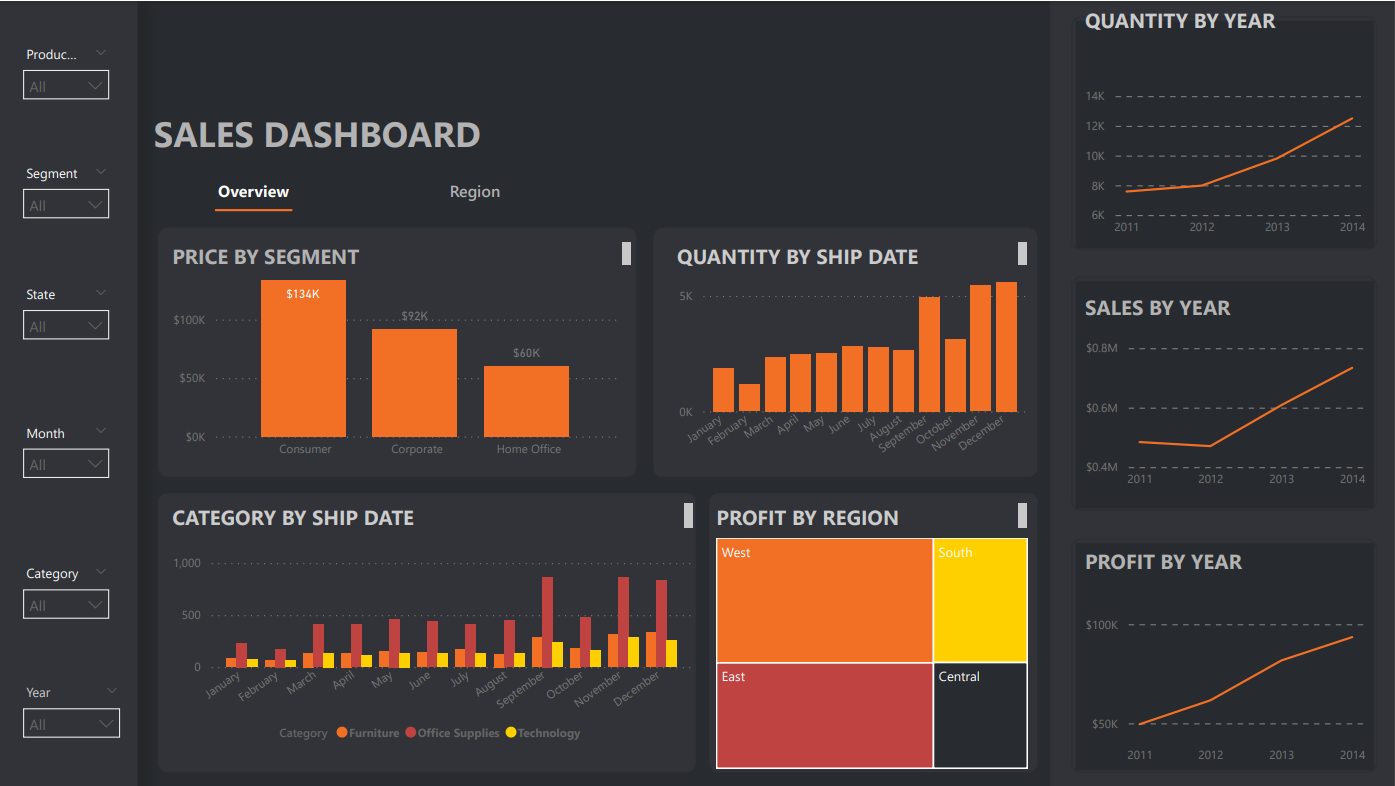 Produc...
All
Segment
All
State
All
Month
All
Category
All
Year
All
SALES DASHBOARD
Overview Region
PRICE BY SEGMENT
$134K
$92K
$60K
$100K
$50K
$0K
Consumer Corporate Home Office
QUANTITY BY SHIP DATE
5K
0K
January February March April May June July August September October November December
CATEGORY BY SHIP DATE
1,000
500
0
January February March April May June July August September October November December
Category Furniture Office Supplies Technology
PROFIT BY REGION
West South
East Central
QUANTITY BY YEAR
14K
12K
10K
8K
6K
2011 2012 2013 2014
SALES BY YEAR
$0.8M
$0.6M
$0.4M
2011 2012 2013 2014
PROFIT BY YEAR
$100K
$50K
2011 2012 2013 2014